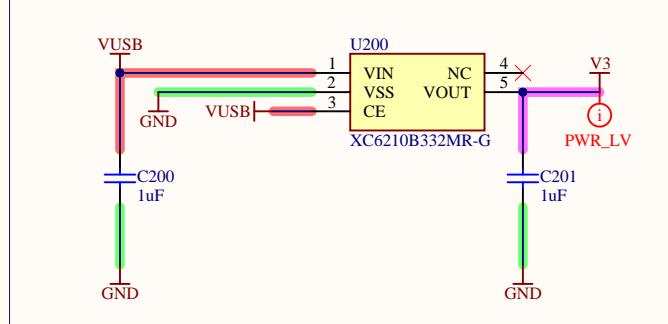 VUSB
U200
1
VIN
NC
4
V3
2
VSS
VOUT
5
GND
VUSB
3
CE
i
XC6210B332MR-G
PWR_LV
C200
1uF
C201
1uF
GND
GND